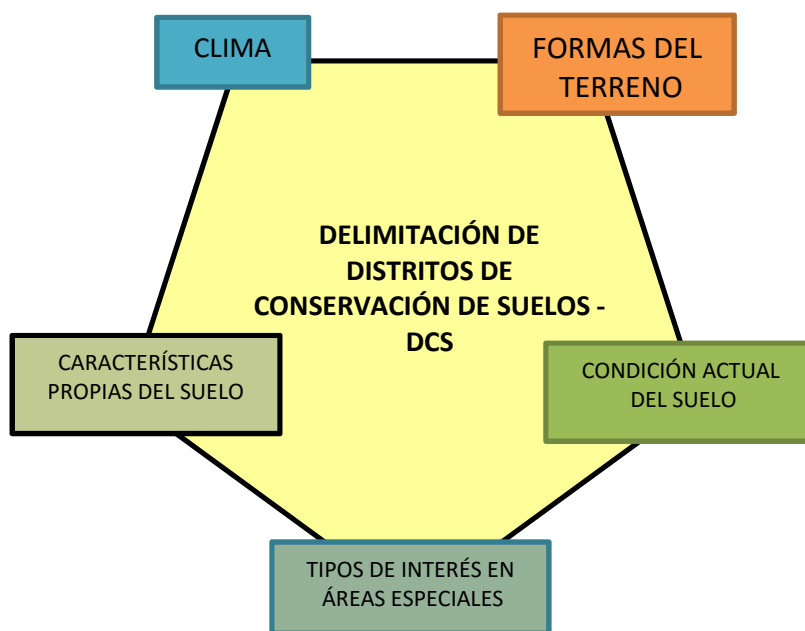 CLIMA
FORMAS DEL
TERRENO
DELIMITACIÓN DE
DISTRITOS DE
CONSERVACIÓN DE SUELOS -
DCS
CARACTERÍSTICAS
PROPIAS DEL SUELO
CONDICIÓN ACTUAL
DEL SUELO
TIPOS DE INTERÉS EN
ÁREAS ESPECIALES